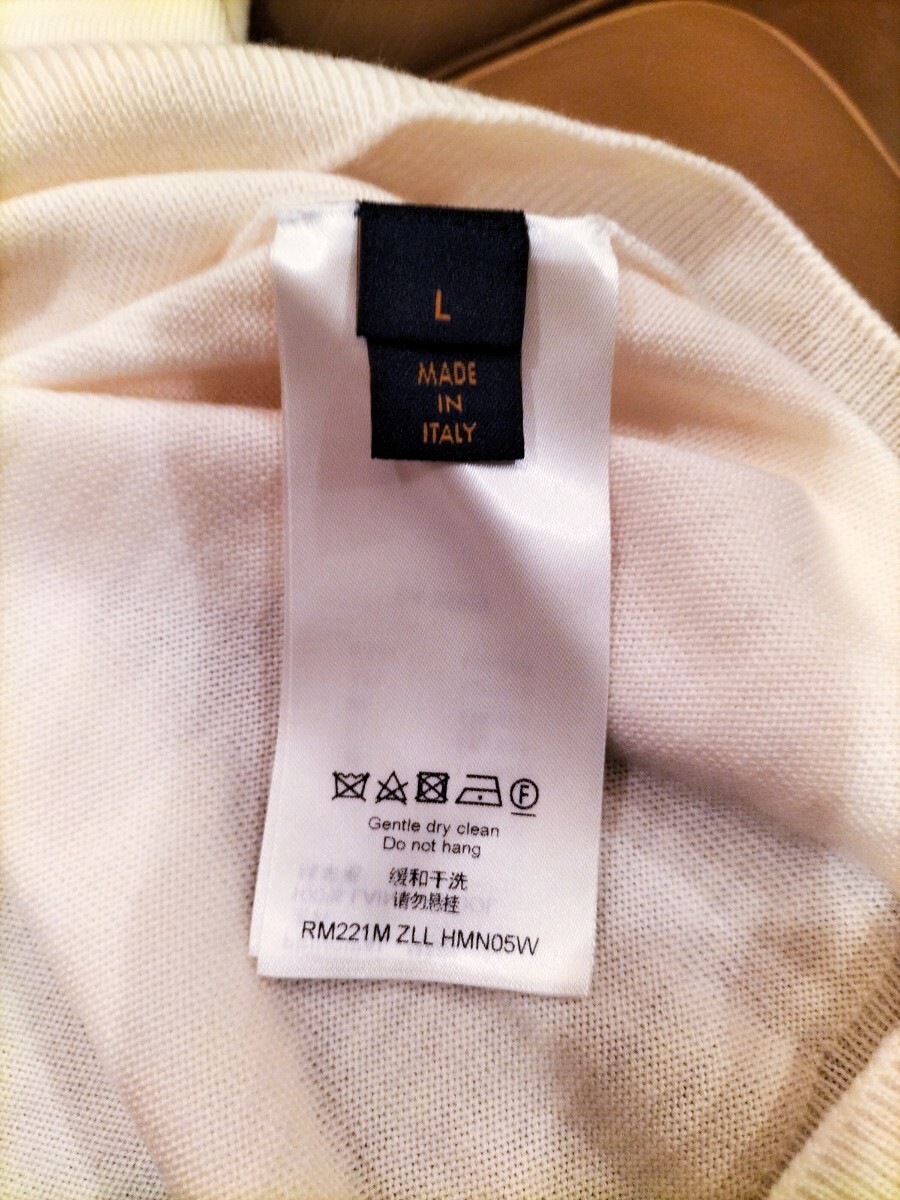 L
MADE
IN
ITALY
F
Gentle dry clean
Do not hang
缓和干洗
请勿悬挂
RM221M ZLL HMN05W